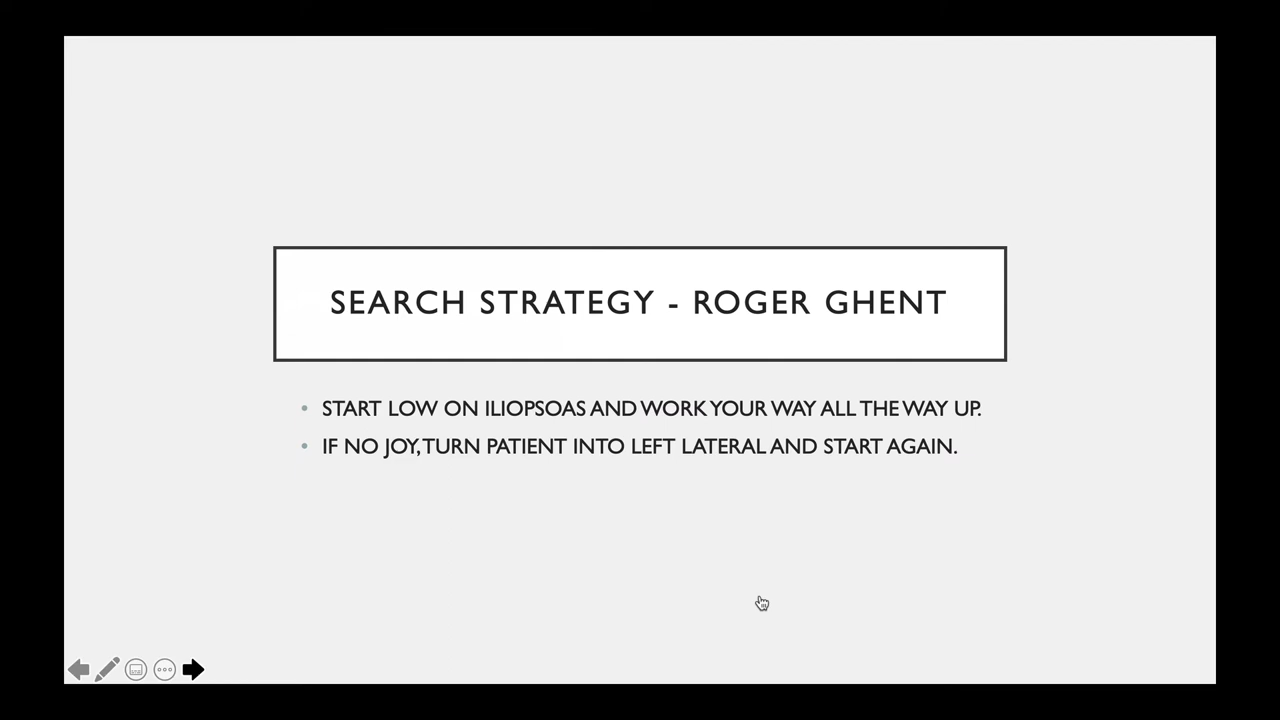 SEARCH STRATEGY - ROGER GHENT
• START LOW ON ILIOPSOAS AND WORK YOUR WAY ALL THE WAY UP.
• IF NO JOY, TURN PATIENT INTO LEFT LATERAL AND START AGAIN.